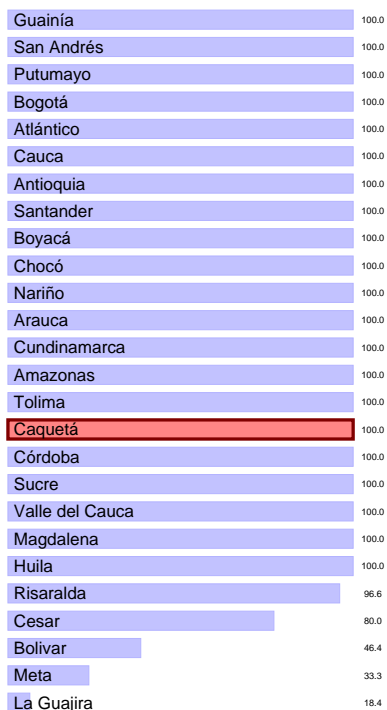 Guainía 100.0
San Andrés 100.0
Putumayo 100.0
Bogotá 100.0
Atlántico 100.0
Cauca 100.0
Antioquia 100.0
Santander 100.0
Boyacá 100.0
Chocó 100.0
Nariño 100.0
Arauca 100.0
Cundinamarca 100.0
Amazonas 100.0
Tolima 100.0
Caquetá 100.0
Córdoba 100.0
Sucre 100.0
Valle del Cauca 100.0
Magdalena 100.0
Huila 100.0
Risaralda 96.6
Cesar 80.0
Bolivar 46.4
Meta 33.3
La Guajira 18.4